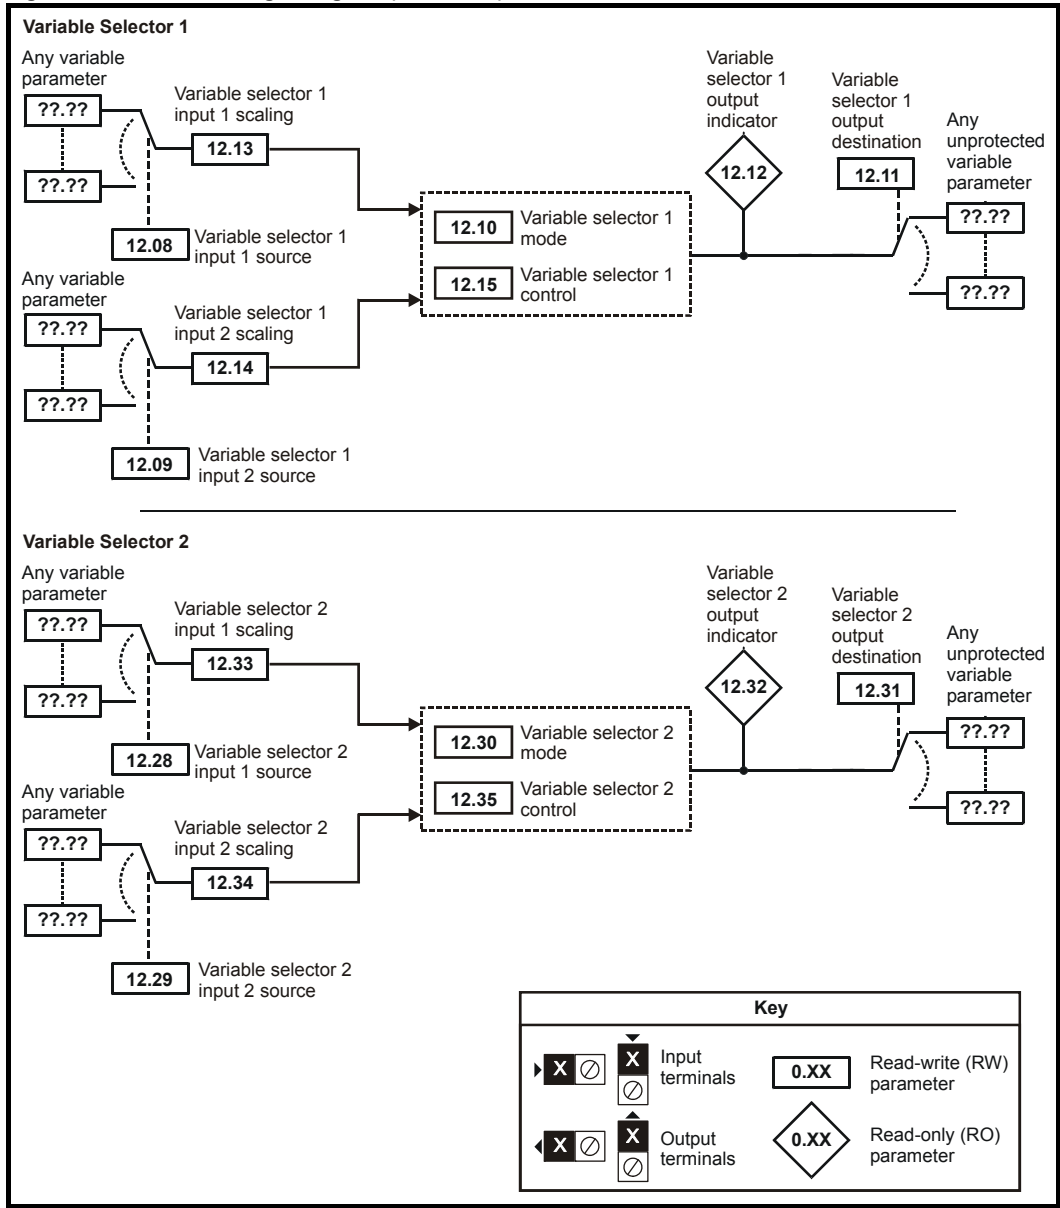 Variable Selector 1
Any variable
parameter
??.??
??.??
Variable selector 1
input 1 scaling
12.13
12.08
Variable selector 1
input 1 source
Any variable
parameter
??.??
??.??
Variable selector 1
input 2 scaling
12.14
12.09
Variable selector 1
input 2 source
12.10
Variable selector 1
mode
12.15
Variable selector 1
control
Variable
selector 1
output
indicator
12.12
Variable
selector 1
output
destination
12.11
Any
unprotected
variable
parameter
??.??
??.??
Variable Selector 2
Any variable
parameter
??.??
??.??
Variable selector 2
input 1 scaling
12.33
12.28
Variable selector 2
input 1 source
Any variable
parameter
??.??
??.??
Variable selector 2
input 2 scaling
12.34
12.29
Variable selector 2
input 2 source
12.30
Variable selector 2
mode
12.35
Variable selector 2
control
Variable
selector 2
output
indicator
12.32
Variable
selector 2
output
destination
12.31
Any
unprotected
variable
parameter
??.??
??.??
Key
X
X
Input
terminals
0.XX
Read-write (RW)
parameter
X
X
Output
terminals
0.XX
Read-only (RO)
parameter